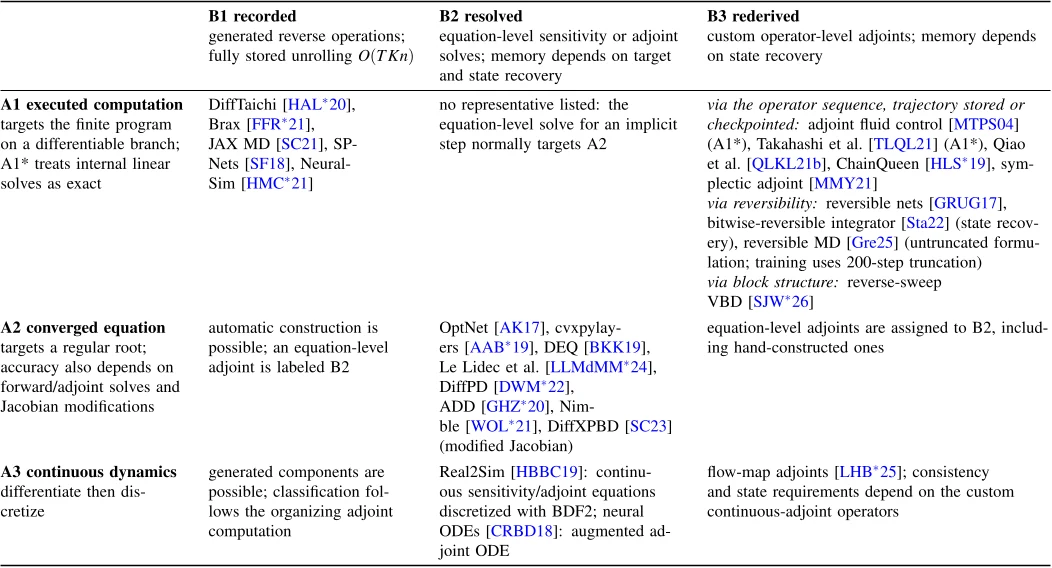 B1 recorded
generated reverse operations;
fully stored unrolling O(TKn)
B2 resolved
equation-level sensitivity or adjoint
solves; memory depends on target
and state recovery
B3 rederived
custom operator-level adjoints; memory depends
on state recovery
A1 executed computation
targets the finite program
on a differentiable branch;
A1* treats internal linear
solves as exact
DiffTaichi [HAL*20],
Brax [FFR*21],
JAX MD [SC21], SP-
Nets [SF18], Neural-
Sim [HMC*21]
no representative listed: the
equation-level solve for an implicit
step normally targets A2
via the operator sequence, trajectory stored or
checkpointed: adjoint fluid control [MTPS04]
(A1*), Takahashi et al. [TLQL21] (A1*), Qiao
et al. [QLKL21b], ChainQueen [HLS*19], sym-
plectic adjoint [MMY21]
via reversibility: reversible nets [GRUG17],
bitwise-reversible integrator [Sta22] (state recov-
ery), reversible MD [Gre25] (untruncated formu-
lation; training uses 200-step truncation)
via block structure: reverse-sweep
VBD [SJW*26]
A2 converged equation
targets a regular root;
accuracy also depends on
forward/adjoint solves and
Jacobian modifications
automatic construction is
possible; an equation-level
adjoint is labeled B2
OptNet [AK17], cvxpylay-
ers [AAB*19], DEQ [BKK19],
Le Lidec et al. [LLMdMM*24],
DiffPD [DWM*22],
ADD [GHZ*20], Nim-
ble [WOL*21], DiffXPBD [SC23]
(modified Jacobian)
equation-level adjoints are assigned to B2, includ-
ing hand-constructed ones
A3 continuous dynamics
differentiate then dis-
cretize
generated components are
possible; classification fol-
lows the organizing adjoint
computation
Real2Sim [HBBC19]: continu-
ous sensitivity/adjoint equations
discretized with BDF2; neural
ODEs [CRBD18]: augmented ad-
joint ODE
flow-map adjoints [LHB*25]; consistency
and state requirements depend on the custom
continuous-adjoint operators